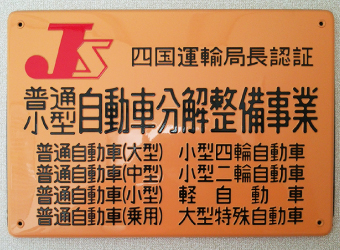 JS
四国運輸局長認証
普通
小型
自動車分解整備事業
普通自動車(大型) 小型四輪自動車
普通自動車(中型) 小型二輪自動車
普通自動車(小型) 軽自動車
普通自動車(乗用) 大型特殊自動車